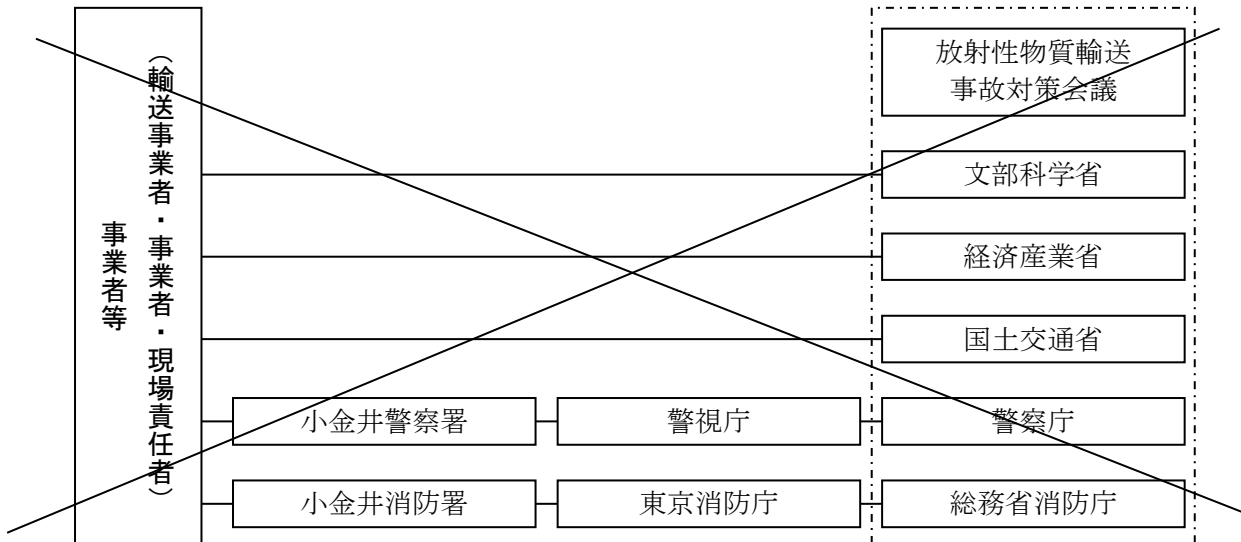 事業者等
（輸送事業者・事業者・現場責任者）
放射性物質輸送
事故対策会議
文部科学省
経済産業省
国土交通省
小金井警察署
警視庁
警察庁
小金井消防署
東京消防庁
総務省消防庁